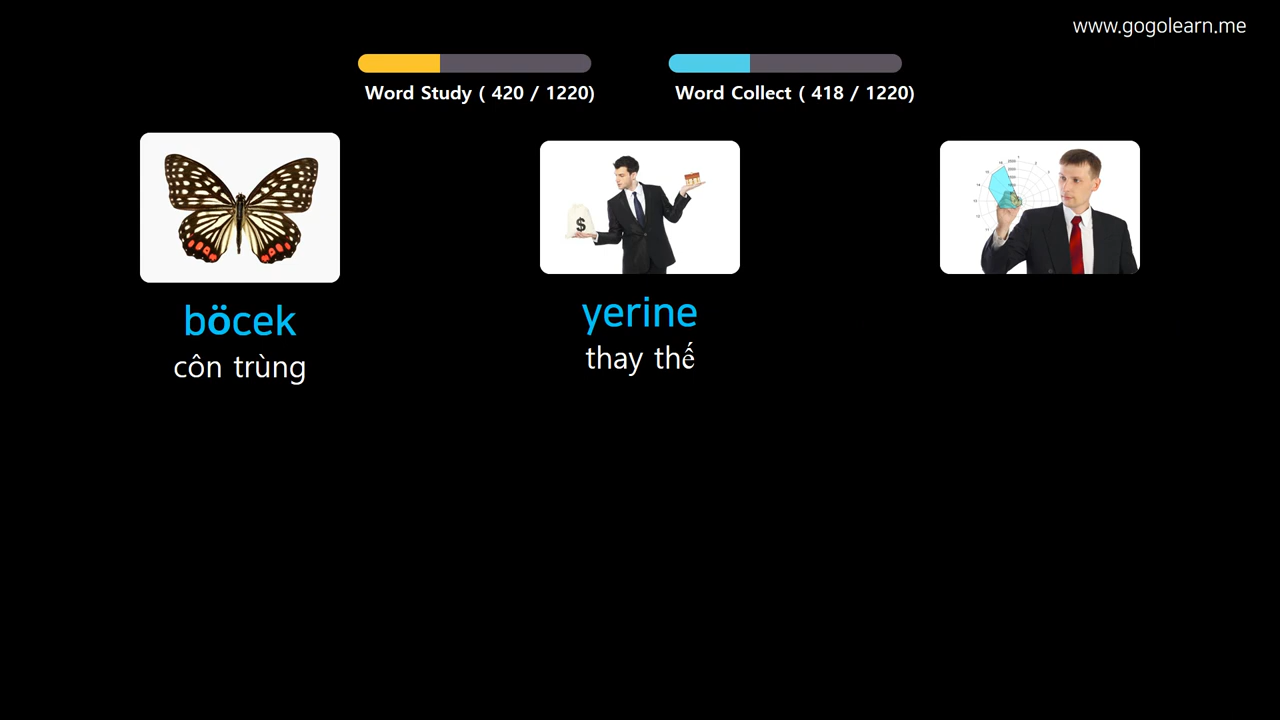 www.gogolearn.me
Word Study ( 420 / 1220)
Word Collect ( 418 / 1220)
$
böcek
côn trùng
yerine
thay thế